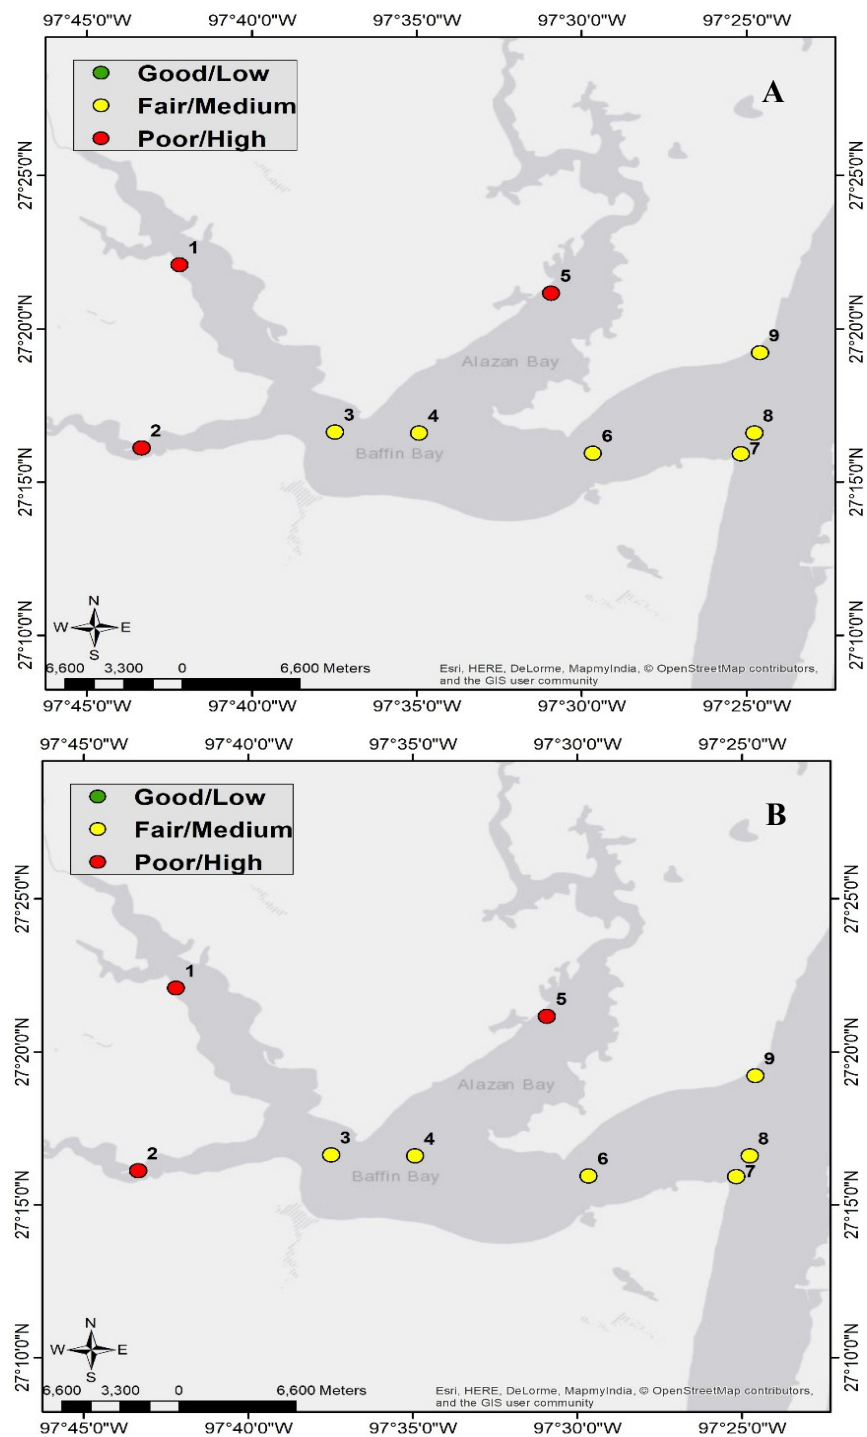 97°45'0"W 97°40'0"W 97°35'0"W 97°30'0"W 97°25'0"W
Good/Low
Fair/Medium
Poor/High
A
27°25'0"N 27°25'0"N
1
5
27°20'0"N 27°20'0"N
9
Alazan Bay
3 4 8
2 6 7
Baffin Bay
27°15'0"N 27°15'0"N
N
W E
S
27°10'0"N 27°10'0"N
6,600 3,300 0 6,600 Meters
Esri, HERE, DeLorme, MapmyIndia, © OpenStreetMap contributors,
and the GIS user community
97°45'0"W 97°40'0"W 97°35'0"W 97°30'0"W 97°25'0"W
97°45'0"W 97°40'0"W 97°35'0"W 97°30'0"W 97°25'0"W
Good/Low
Fair/Medium
Poor/High
B
27°25'0"N 27°25'0"N
1
5
27°20'0"N 27°20'0"N
9
Alazan Bay
3 4 8
2 6 7
Baffin Bay
27°15'0"N 27°15'0"N
N
W E
S
27°10'0"N 27°10'0"N
6,600 3,300 0 6,600 Meters
Esri, HERE, DeLorme, MapmyIndia, © OpenStreetMap contributors,
and the GIS user community
97°45'0"W 97°40'0"W 97°35'0"W 97°30'0"W 97°25'0"W